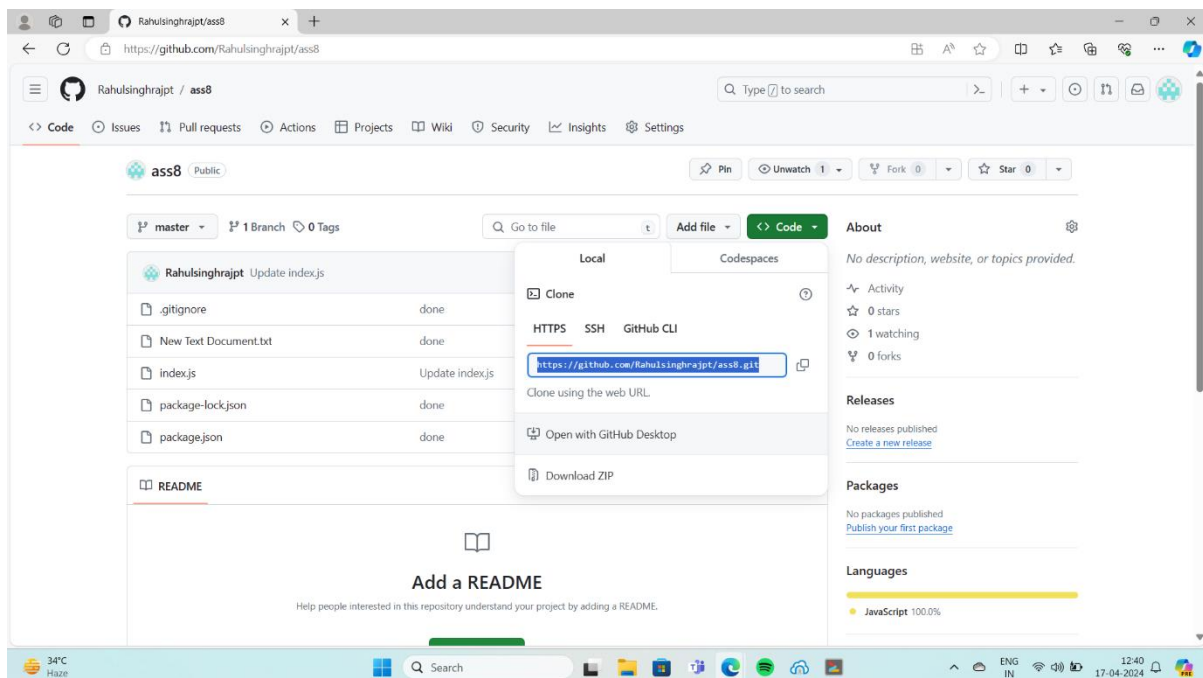 Rahulsinghrajpt/ass8
https://github.com/Rahulsinghrajpt/ass8
Rahulsinghrajpt / ass8
Type / to search
Code Issues Pull requests Actions Projects Wiki Security Insights Settings
ass8 Public
Pin Unwatch 1 Fork 0 Star 0
master 1 Branch 0 Tags
Go to file t
Add file
Code
Local Codespaces
Clone
HTTPS SSH GitHub CLI
https://github.com/Rahulsinghrajpt/ass8.git
Clone using the web URL.
Open with GitHub Desktop
Download ZIP
Rahulsinghrajpt Update index.js
.gitignore done
New Text Document.txt done
index.js Update index.js
package-lock.json done
package.json done
README
Add a README
Help people interested in this repository understand your project by adding a README.
About
No description, website, or topics provided.
Activity
0 stars
1 watching
0 forks
Releases
No releases published
Create a new release
Packages
No packages published
Publish your first package
Languages
JavaScript 100.0%
34°C
Haze
Search
ENG
IN
12:40
17-04-2024